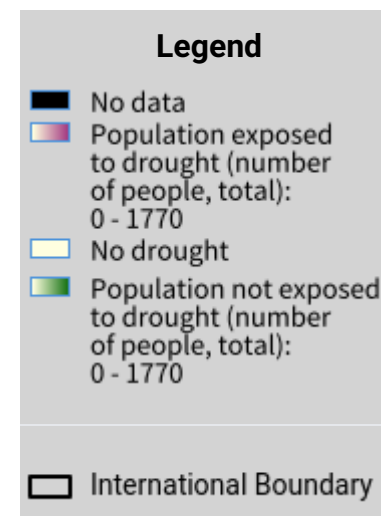 Legend
No data
Population exposed
to drought (number
of people, total):
0 - 1770
No drought
Population not exposed
to drought (number
of people, total):
0 - 1770
International Boundary